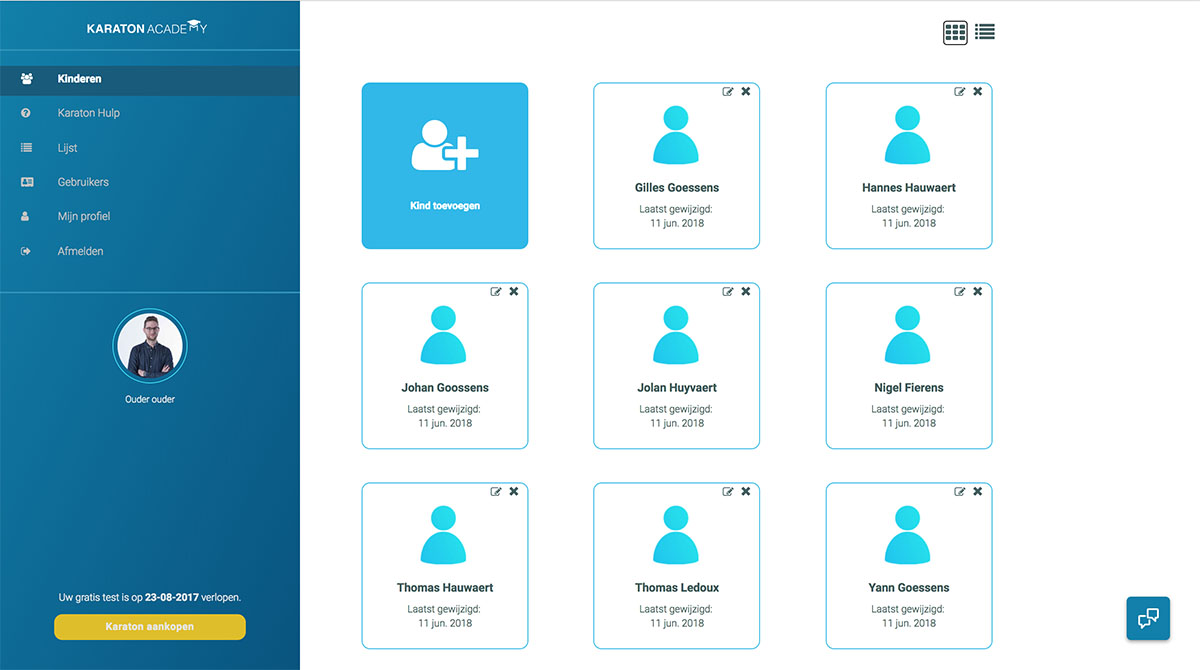 KARATON ACADEMY
Kinderen
Karaton Hulp
Lijst
Gebruikers
Mijn profiel
Afmelden
Ouder ouder
Uw gratis test is op 23-08-2017 verlopen.
Karaton aankopen
Kind toevoegen
Gilles Goessens
Laatst gewijzigd:
11 jun. 2018
Hannes Hauwaert
Laatst gewijzigd:
11 jun. 2018
Johan Goossens
Laatst gewijzigd:
11 jun. 2018
Jolan Huyvaert
Laatst gewijzigd:
11 jun. 2018
Nigel Fierens
Laatst gewijzigd:
11 jun. 2018
Thomas Hauwaert
Laatst gewijzigd:
11 jun. 2018
Thomas Ledoux
Laatst gewijzigd:
11 jun. 2018
Yann Goessens
Laatst gewijzigd:
11 jun. 2018